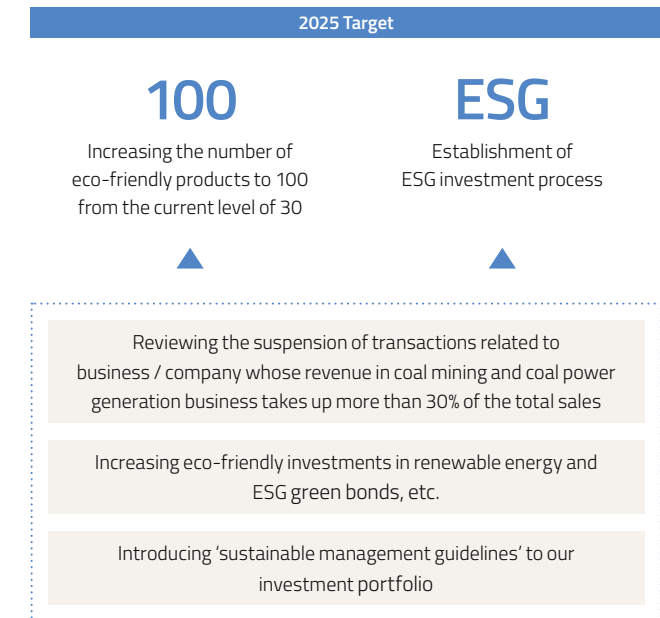 2025 Target
100
Increasing the number of
eco-friendly products to 100
from the current level of 30
ESG
Establishment of
ESG investment process
Reviewing the suspension of transactions related to
business / company whose revenue in coal mining and coal power
generation business takes up more than 30% of the total sales
Increasing eco-friendly investments in renewable energy and
ESG green bonds, etc.
Introducing ‘sustainable management guidelines’ to our
investment portfolio